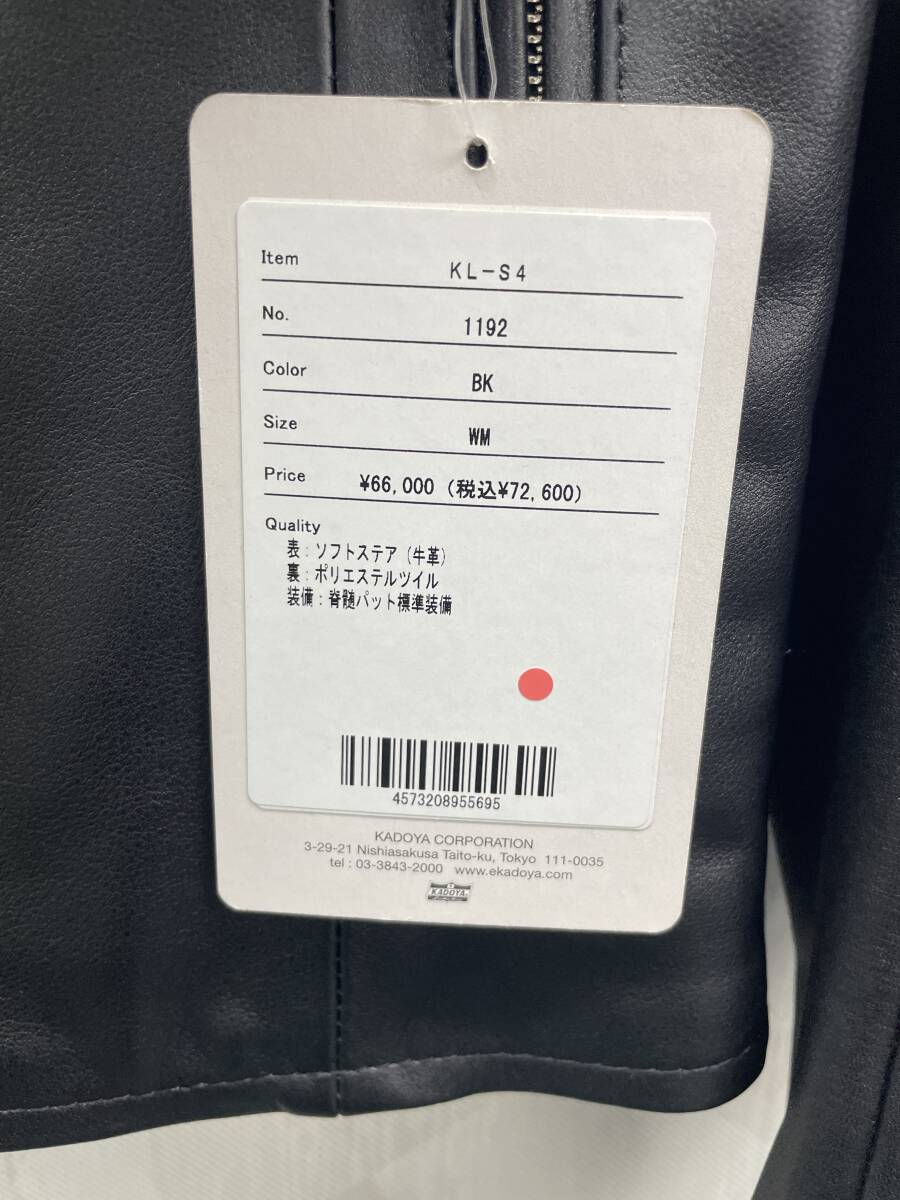 Item KL-S4
No. 1192
Color BK
Size WM
Price ¥66,000 (税込¥72,600)
Quality
表:ソフトステア(牛革)
裏:ポリエステルツイル
装備:脊髄パット標準装備
4573208955695
KADOYA CORPORATION
3-29-21 Nishiasakusa Taito-ku, Tokyo 111-0035
tel : 03-3843-2000 www.ekadoya.com
KADOYA